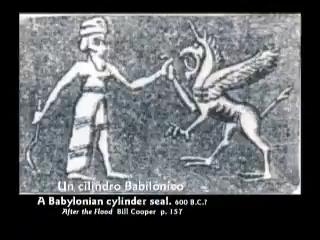 Un cilindro Babilónico
A Babylonian cylinder seal. 600 B.C.?
After the Flood Bill Cooper p. 157